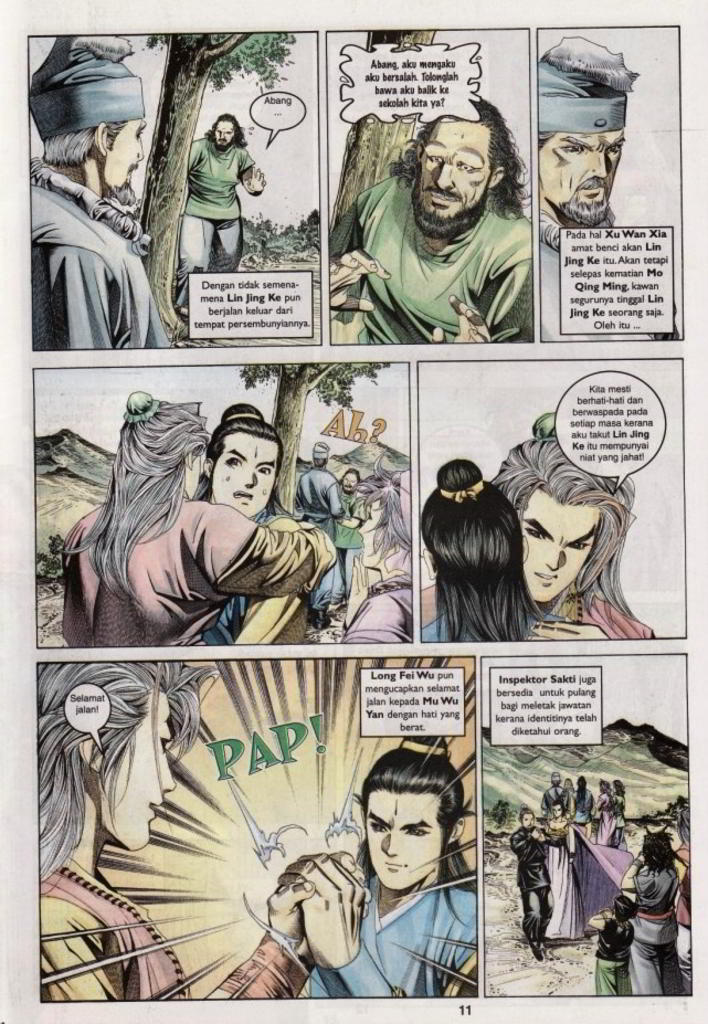 Abang
...
Dengan tidak semena-
mena Lin Jing Ke pun
berjalan keluar dari
tempat persembunyiannya.
Abang, aku mengaku
aku bersalah. Tolonglah
bawa aku balik ke
sekolah kita ya?
Pada hal Xu Wan Xia
amat benci akan Lin
Jing Ke itu. Akan tetapi
selepas kematian Mo
Qing Ming, kawan
segurunya tinggal Lin
Jing Ke seorang saja.
Oleh itu ...
Ah?
Kita mesti
berhati-hati dan
berwaspada pada
setiap masa kerana
aku takut Lin Jing
Ke itu mempunyai
niat yang jahat!
Selamat
jalan!
PAP!
Long Fei Wu pun
mengucapkan selamat
jalan kepada Mu Wu
Yan dengan hati yang
berat.
Inspektor Sakti juga
bersedia untuk pulang
bagi meletak jawatan
kerana identitinya telah
diketahui orang.
11